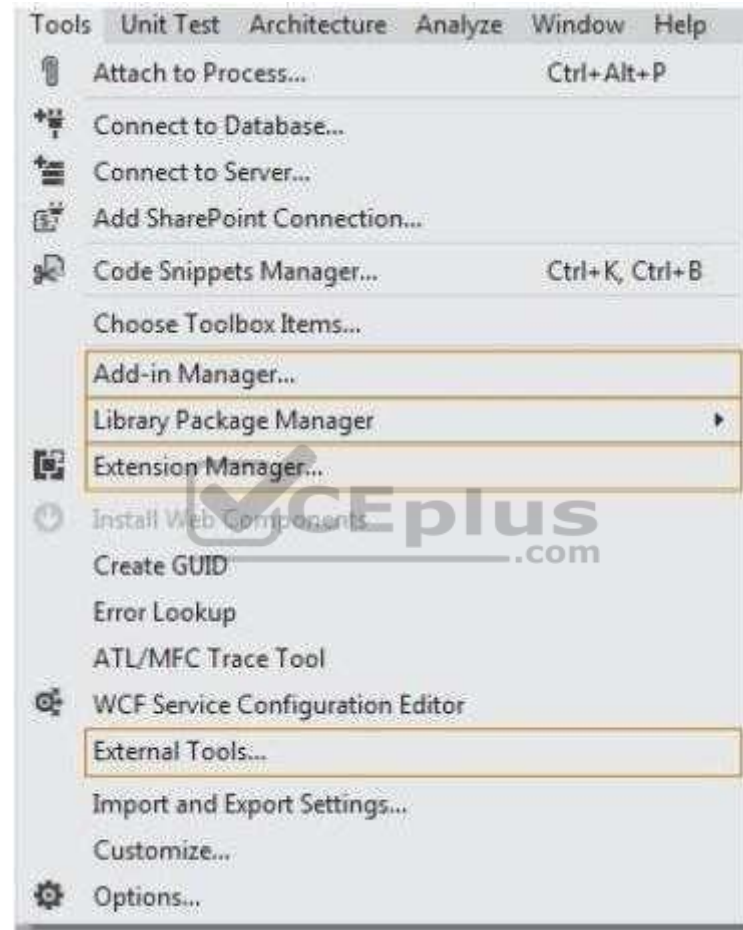 Tools Unit Test Architecture Analyze Window Help
Attach to Process... Ctrl+Alt+P
Connect to Database...
Connect to Server...
Add SharePoint Connection...
Code Snippets Manager... Ctrl+K, Ctrl+B
Choose Toolbox Items...
Add-in Manager...
Library Package Manager
Extension Manager...
CEplus
.com
Install Web Components
Create GUID
Error Lookup
ATL/MFC Trace Tool
WCF Service Configuration Editor
External Tools...
Import and Export Settings...
Customize...
Options...